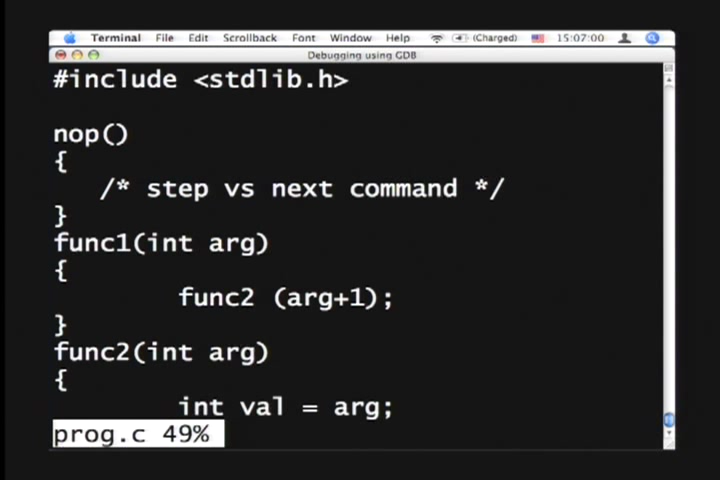 Terminal File Edit Scrollback Font Window Help (Charged) 15:07:00
Debugging using GDB
#include <stdlib.h>
nop()
{
/* step vs next command */
}
func1(int arg)
{
func2 (arg+1);
}
func2(int arg)
{
int val = arg;
prog.c 49%